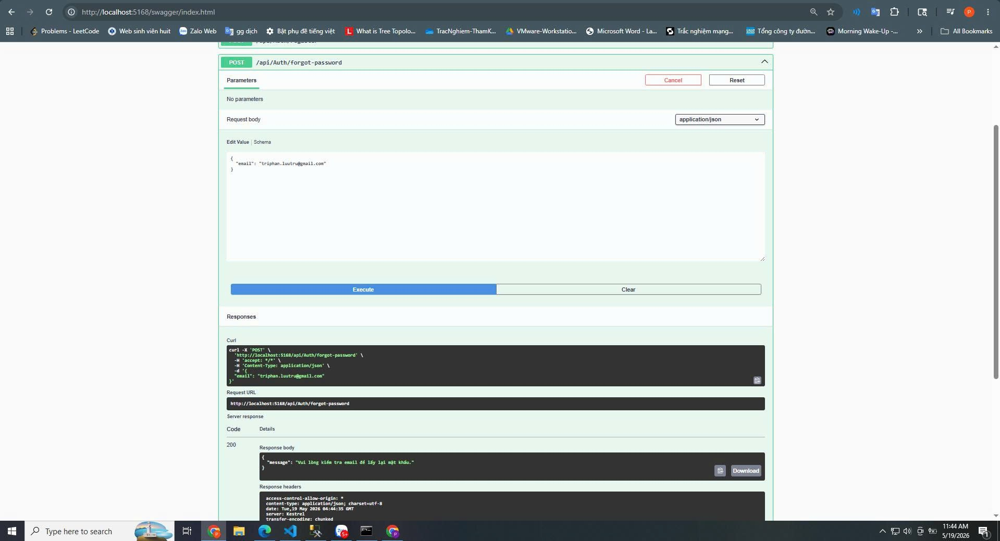 http://localhost:5168/swagger/index.html
Problems - LeetCode
Web sinh viên huit
Zalo Web
gg dịch
Bật phụ đề tiếng việt
What is Tree Topolo...
TracNghiem-ThamK...
VMware-Workstatio...
Microsoft Word - La...
Trắc nghiệm mạng...
Tổng công ty đườn...
Morning Wake-Up -...
All Bookmarks
POST /api/Auth/forgot-password
Parameters
Cancel
Reset
No parameters
Request body
application/json
Edit Value | Schema
{
"email": "triphan.luutru@gmail.com"
}
Execute
Clear
Responses
Curl
curl -X 'POST' \
'http://localhost:5168/api/Auth/forgot-password' \
-H 'accept: */*' \
-H 'Content-Type: application/json' \
-d '{
"email": "triphan.luutru@gmail.com"
}'
Request URL
http://localhost:5168/api/Auth/forgot-password
Server response
Code Details
200
Response body
{
"message": "Vui lòng kiểm tra email để lấy lại mật khẩu."
}
Download
Response headers
access-control-allow-origin: *
content-type: application/json; charset=utf-8
date: Tue,19 May 2026 04:44:35 GMT
server: Kestrel
transfer-encoding: chunked
Type here to search
11:44 AM
5/19/2026